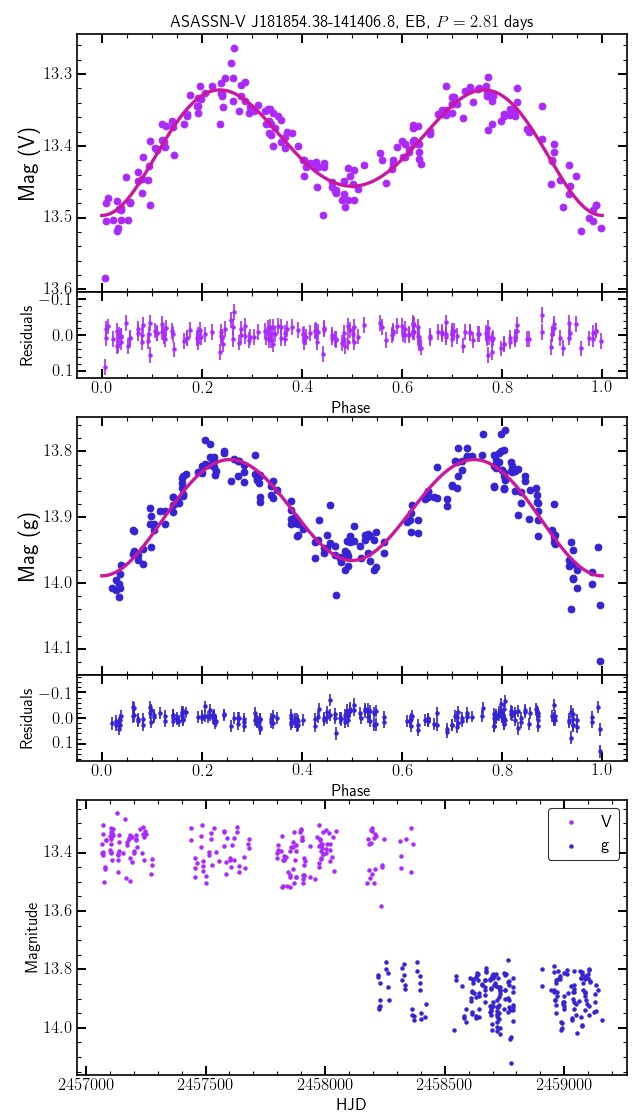 ASASSN-V J181854.38-141406.8, EB, P = 2.81 days
13.3
13.4
13.5
13.6
Mag (V)
−0.1
0.0
0.1
Residuals
0.0 0.2 0.4 0.6 0.8 1.0
Phase
13.8
13.9
14.0
14.1
Mag (g)
−0.1
0.0
0.1
Residuals
0.0 0.2 0.4 0.6 0.8 1.0
Phase
V
g
13.4
13.6
13.8
14.0
Magnitude
2457000 2457500 2458000 2458500 2459000
HJD